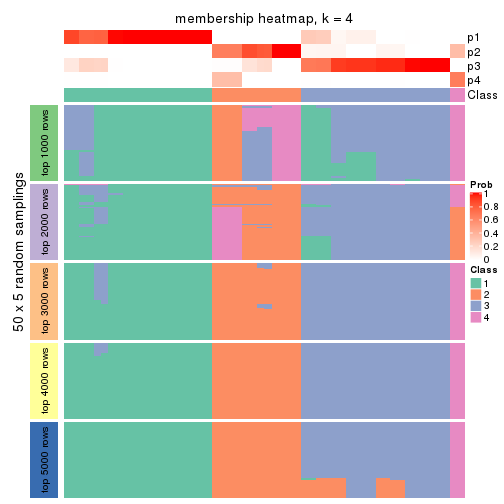 membership heatmap, k = 4
p1
p2
p3
p4
Class
50 x 5 random samplings
top 1000 rows
top 2000 rows
top 3000 rows
top 4000 rows
top 5000 rows
Prob
1
0.8
0.6
0.4
0.2
0
Class
1
2
3
4